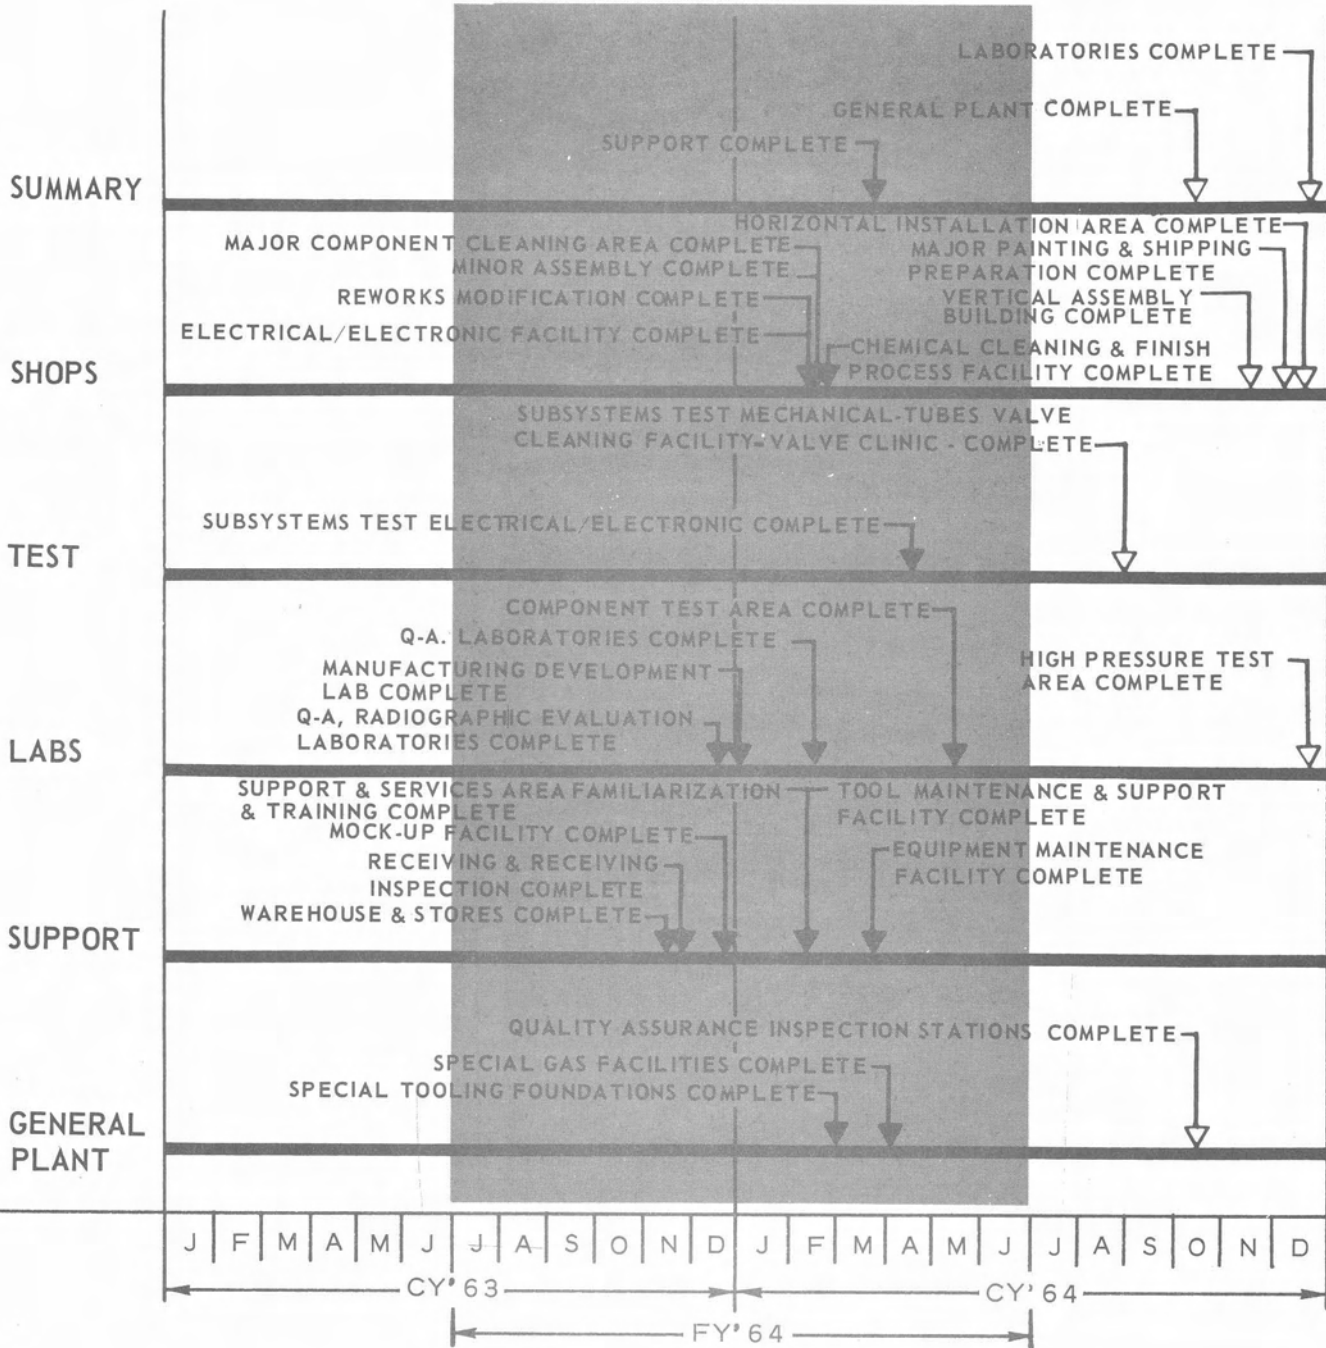 LABORATORIES COMPLETE
GENERAL PLANT COMPLETE
SUPPORT COMPLETE
SUMMARY
HORIZONTAL INSTALLATION AREA COMPLETE
MAJOR COMPONENT CLEANING AREA COMPLETE
MAJOR PAINTING & SHIPPING
PREPARATION COMPLETE
MINOR ASSEMBLY COMPLETE
REWORKS MODIFICATION COMPLETE
VERTICAL ASSEMBLY
BUILDING COMPLETE
ELECTRICAL/ELECTRONIC FACILITY COMPLETE
CHEMICAL CLEANING & FINISH
PROCESS FACILITY COMPLETE
SHOPS
SUBSYSTEMS TEST MECHANICAL-TUBES VALVE
CLEANING FACILITY-VALVE CLINIC - COMPLETE
SUBSYSTEMS TEST ELECTRICAL/ELECTRONIC COMPLETE
TEST
COMPONENT TEST AREA COMPLETE
Q-A. LABORATORIES COMPLETE
HIGH PRESSURE TEST
AREA COMPLETE
MANUFACTURING DEVELOPMENT
LAB COMPLETE
Q-A, RADIOGRAPHIC EVALUATION
LABORATORIES COMPLETE
LABS
SUPPORT & SERVICES AREA FAMILIARIZATION
& TRAINING COMPLETE
TOOL MAINTENANCE & SUPPORT
FACILITY COMPLETE
MOCK-UP FACILITY COMPLETE
EQUIPMENT MAINTENANCE
FACILITY COMPLETE
RECEIVING & RECEIVING
INSPECTION COMPLETE
WAREHOUSE & STORES COMPLETE
SUPPORT
QUALITY ASSURANCE INSPECTION STATIONS COMPLETE
SPECIAL GAS FACILITIES COMPLETE
SPECIAL TOOLING FOUNDATIONS COMPLETE
GENERAL
PLANT
J F M A M J J A S O N D J F M A M J J A S O N D
CY'63 CY'64
FY'64